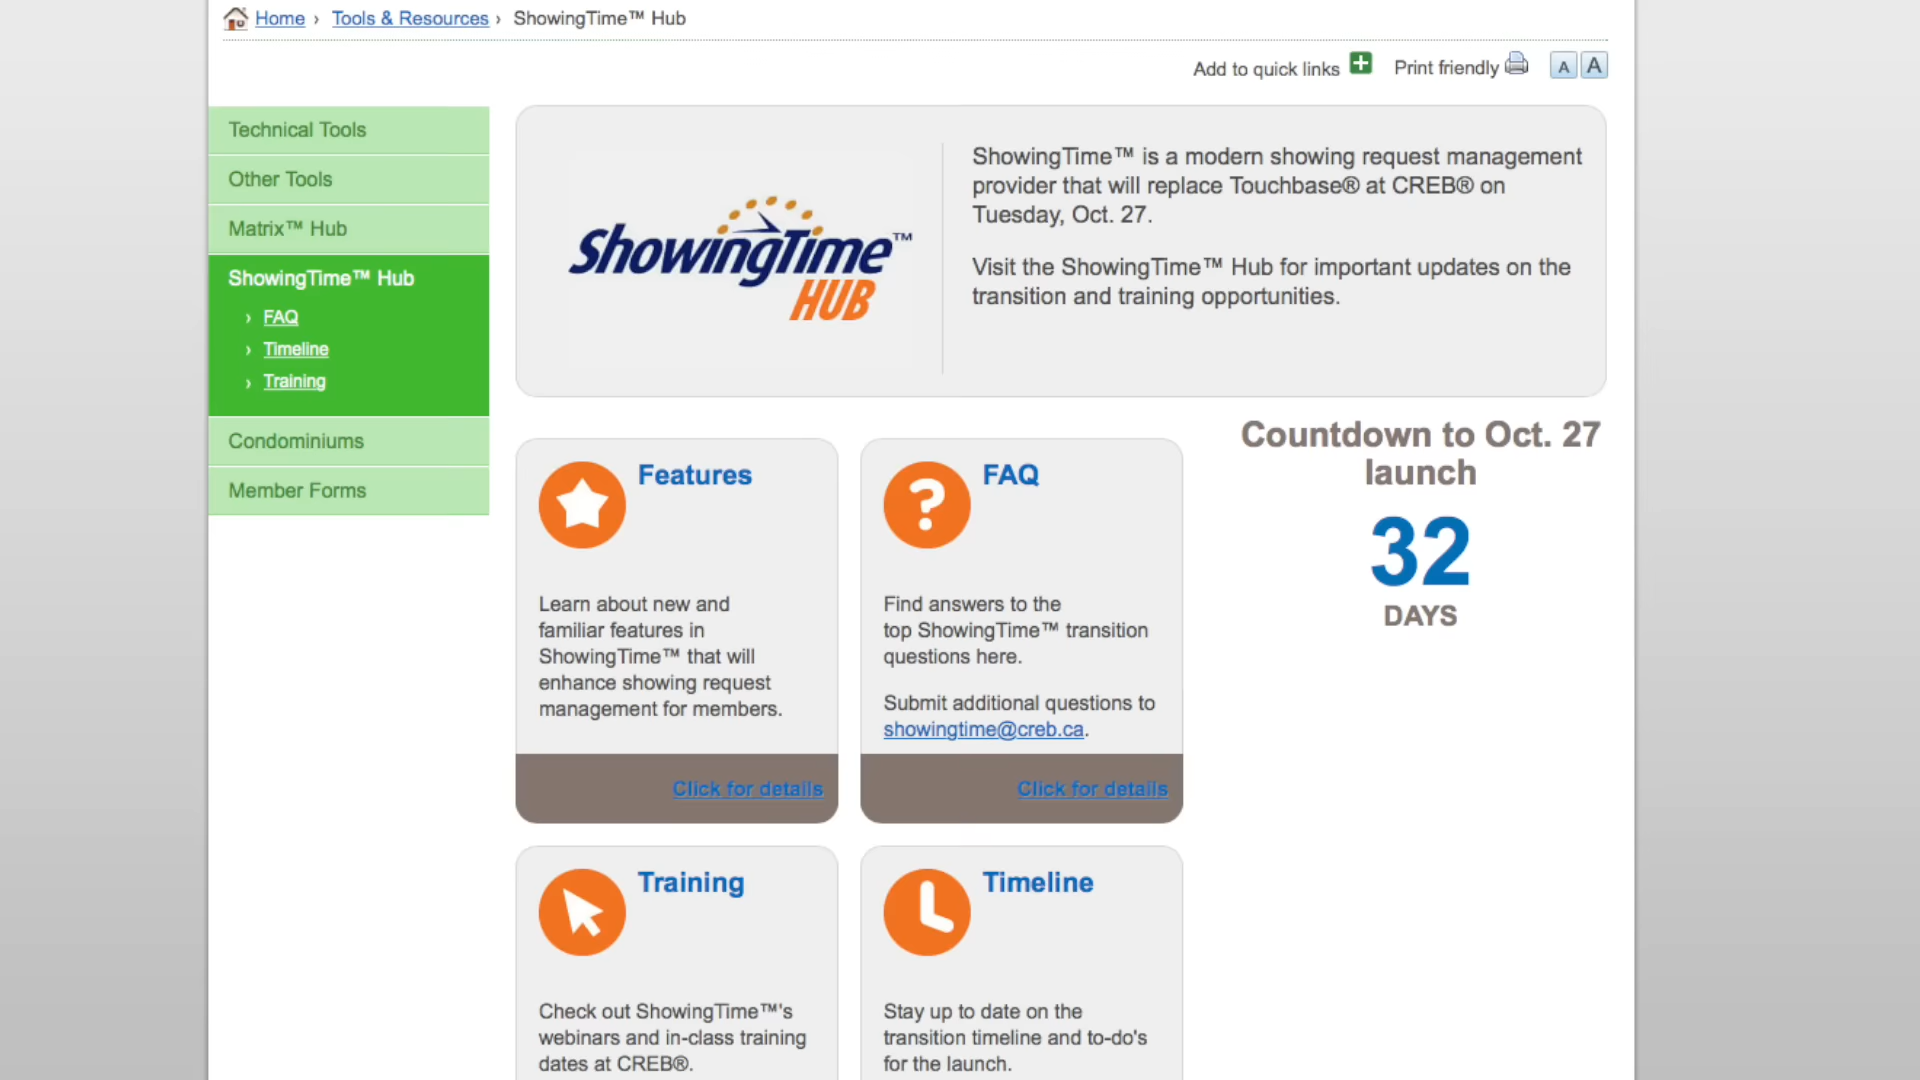 Home › Tools & Resources › ShowingTime™ Hub
Add to quick links Print friendly A A
Technical Tools
Other Tools
Matrix™ Hub
ShowingTime™ Hub
› FAQ
› Timeline
› Training
Condominiums
Member Forms
ShowingTime™
HUB
ShowingTime™ is a modern showing request management
provider that will replace Touchbase® at CREB® on
Tuesday, Oct. 27.
Visit the ShowingTime™ Hub for important updates on the
transition and training opportunities.
Features
Learn about new and
familiar features in
ShowingTime™ that will
enhance showing request
management for members.
Click for details
?
FAQ
Find answers to the
top ShowingTime™ transition
questions here.
Submit additional questions to
showingtime@creb.ca.
Click for details
Countdown to Oct. 27
launch
32
DAYS
Training
Check out ShowingTime™'s
webinars and in-class training
dates at CREB®.
Timeline
Stay up to date on the
transition timeline and to-do's
for the launch.